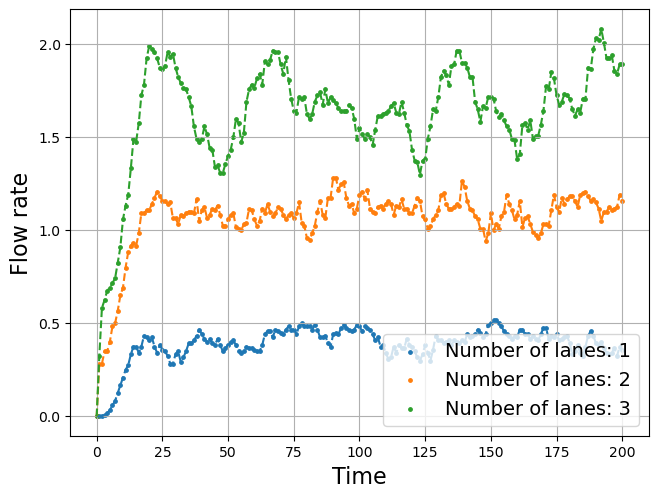 2.0
1.5
1.0
0.5
0.0
Flow rate
Number of lanes: 1
Number of lanes: 2
Number of lanes: 3
0 25 50 75 100 125 150 175 200
Time